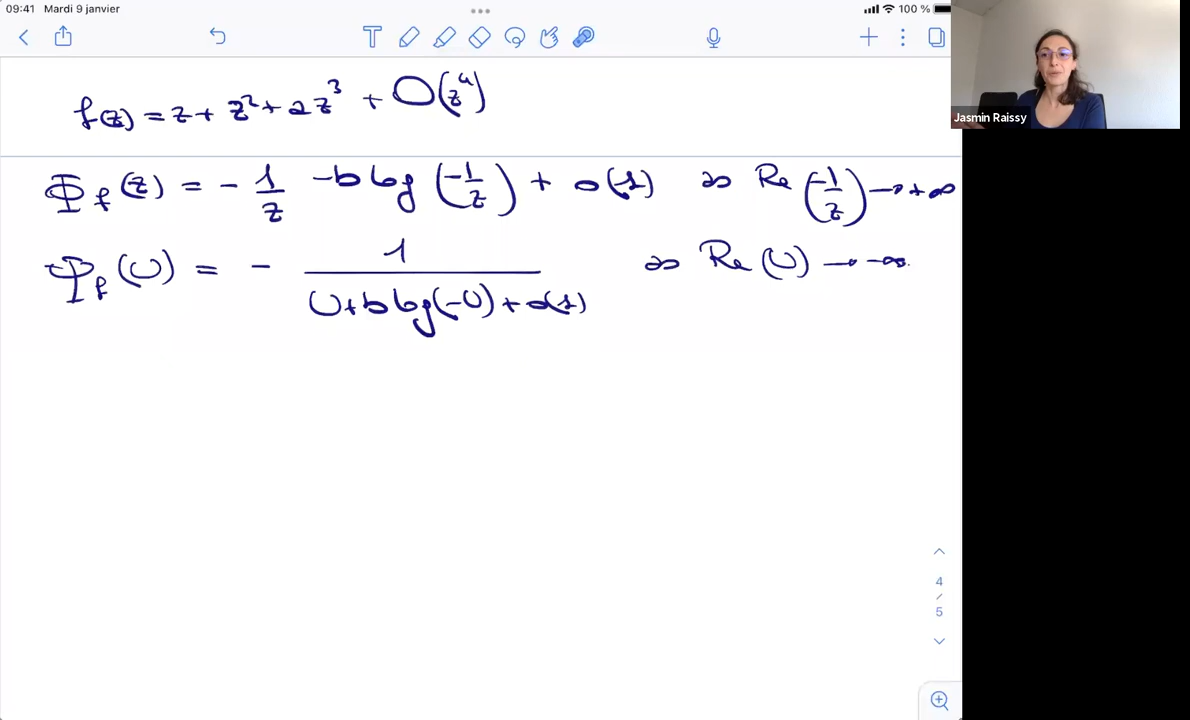 09:41 Mardi 9 janvier
100 %
Jasmin Raissy
f(z) = z + z² + az³ + O(z⁴)
Φ_f(z) = - 1/z - b log(-1/z) + o(1) as Re(-1/z) → +∞
Ψ_f(U) = - 1/(U + b log(-U) + o(1)) as Re(U) → -∞.
4
/
5